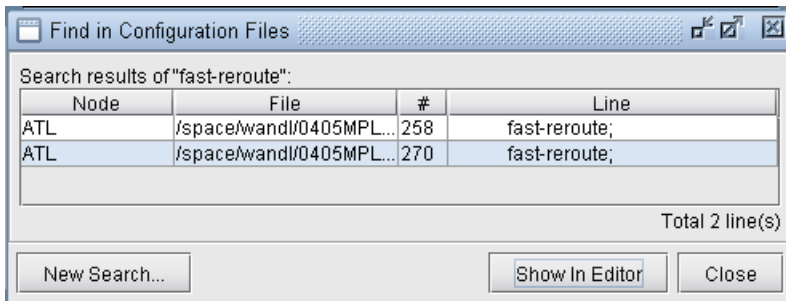 Find in Configuration Files
Search results of"fast-reroute":
Node File # Line
ATL /space/wandl/0405MPL... 258 fast-reroute;
ATL /space/wandl/0405MPL... 270 fast-reroute;
Total 2 line(s)
New Search... Show In Editor Close